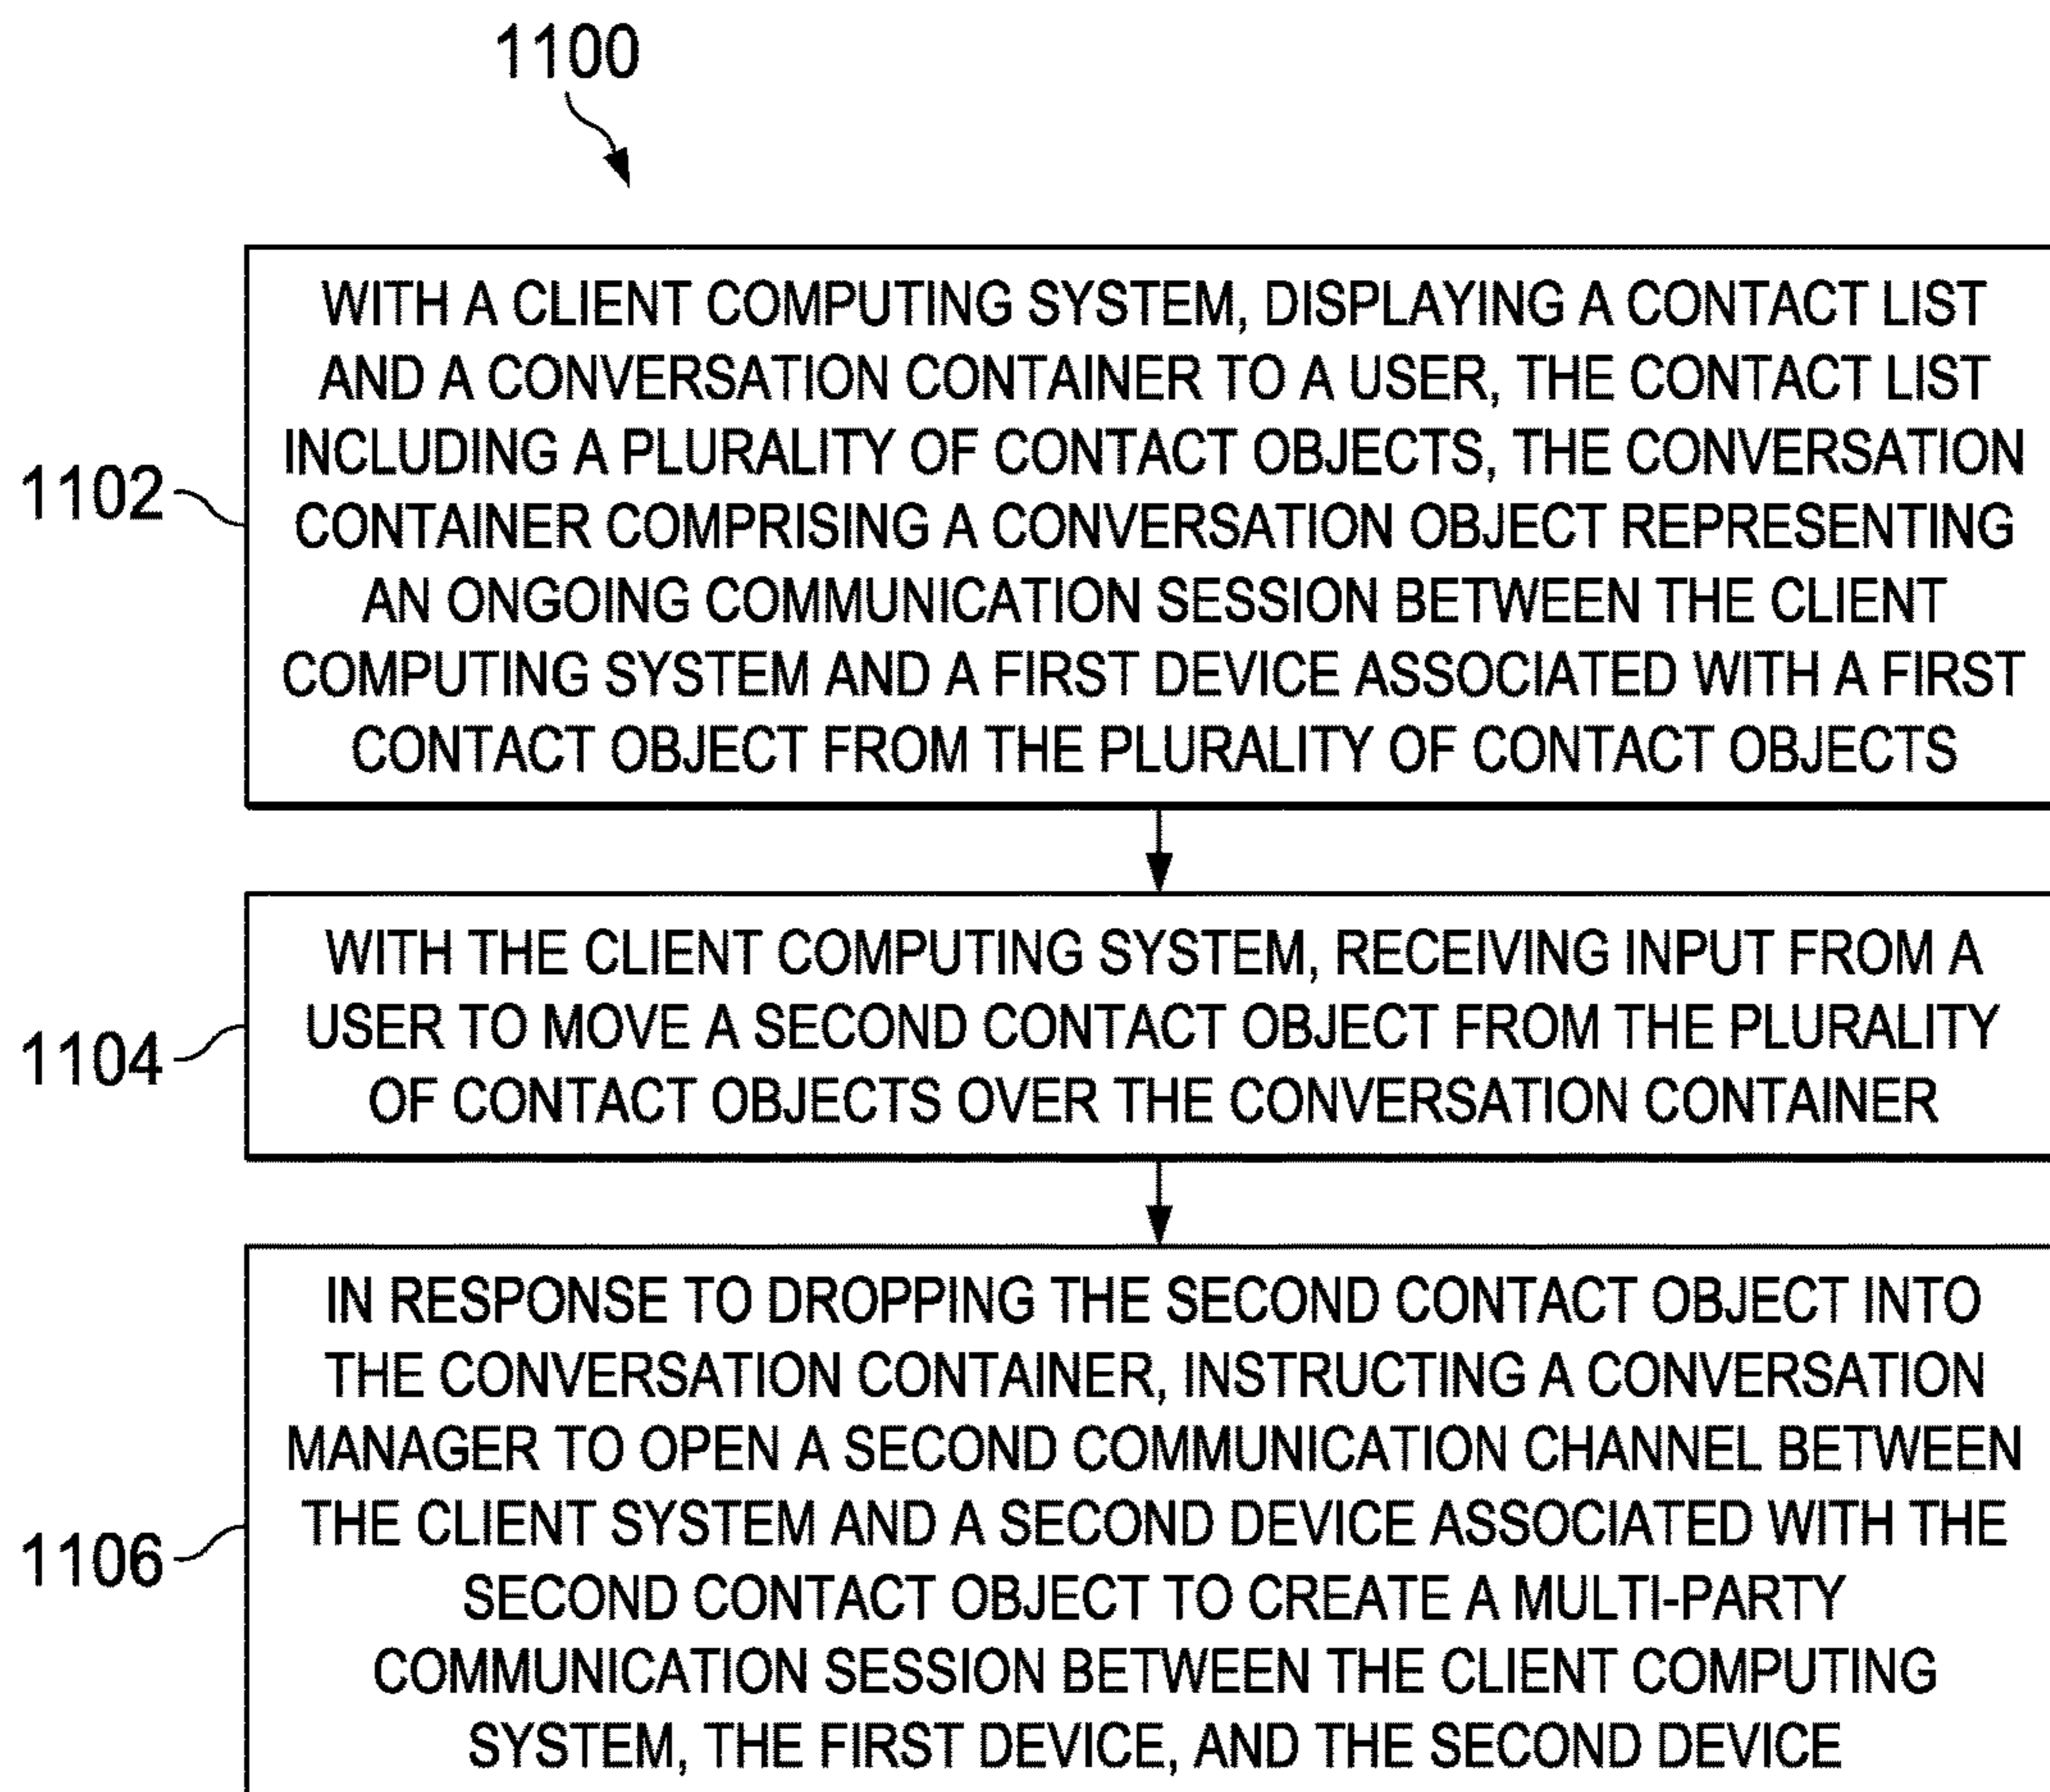 1100
WITH A CLIENT COMPUTING SYSTEM, DISPLAYING A CONTACT LIST
AND A CONVERSATION CONTAINER TO A USER, THE CONTACT LIST
INCLUDING A PLURALITY OF CONTACT OBJECTS, THE CONVERSATION
1102
CONTAINER COMPRISING A CONVERSATION OBJECT REPRESENTING
AN ONGOING COMMUNICATION SESSION BETWEEN THE CLIENT
COMPUTING SYSTEM AND A FIRST DEVICE ASSOCIATED WITH A FIRST
CONTACT OBJECT FROM THE PLURALITY OF CONTACT OBJECTS
WITH THE CLIENT COMPUTING SYSTEM, RECEIVING INPUT FROM A
USER TO MOVE A SECOND CONTACT OBJECT FROM THE PLURALITY
1104
OF CONTACT OBJECTS OVER THE CONVERSATION CONTAINER
IN RESPONSE TO DROPPING THE SECOND CONTACT OBJECT INTO
THE CONVERSATION CONTAINER, INSTRUCTING A CONVERSATION
MANAGER TO OPEN A SECOND COMMUNICATION CHANNEL BETWEEN
THE CLIENT SYSTEM AND A SECOND DEVICE ASSOCIATED WITH THE
1106
SECOND CONTACT OBJECT TO CREATE A MULTI-PARTY
COMMUNICATION SESSION BETWEEN THE CLIENT COMPUTING
SYSTEM, THE FIRST DEVICE, AND THE SECOND DEVICE